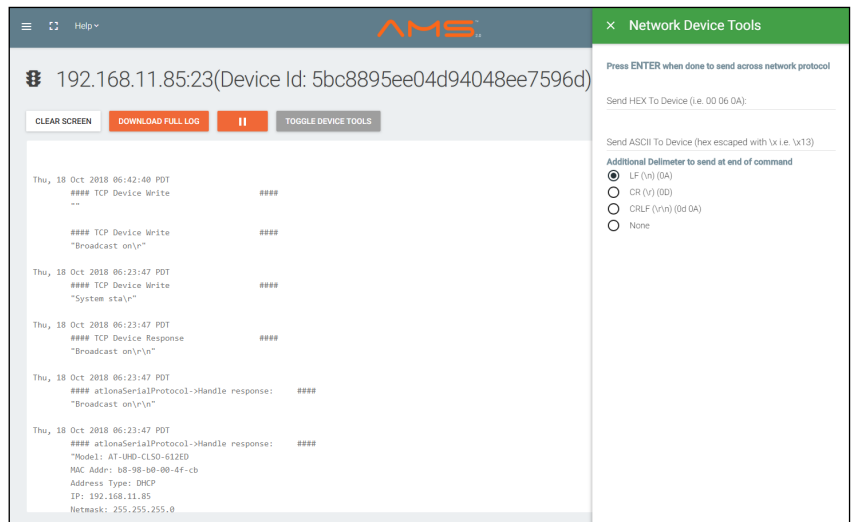 Help
AMS
192.168.11.85:23(Device Id: 5bc8895ee04d94048ee7596d)
CLEAR SCREEN
DOWNLOAD FULL LOG
TOGGLE DEVICE TOOLS
Thu, 18 Oct 2018 06:42:40 PDT
#### TCP Device Write ####
""
#### TCP Device Write ####
"Broadcast on\r"
Thu, 18 Oct 2018 06:23:47 PDT
#### TCP Device Write ####
"System sta\r"
Thu, 18 Oct 2018 06:23:47 PDT
#### TCP Device Response ####
"Broadcast on\r\n"
Thu, 18 Oct 2018 06:23:47 PDT
#### atlonaSerialProtocol->Handle response: ####
"Broadcast on\r\n"
Thu, 18 Oct 2018 06:23:47 PDT
#### atlonaSerialProtocol->Handle response: ####
"Model: AT-UHD-CLSO-612ED
MAC Addr: b8-98-b0-00-4f-cb
Address Type: DHCP
IP: 192.168.11.85
Netmask: 255.255.255.0
× Network Device Tools
Press ENTER when done to send across network protocol
Send HEX To Device (i.e. 00 06 0A):
Send ASCII To Device (hex escaped with \x i.e. \x13)
Additional Delimeter to send at end of command
LF (\n) (0A)
CR (\r) (0D)
CRLF (\r\n) (0d 0A)
None